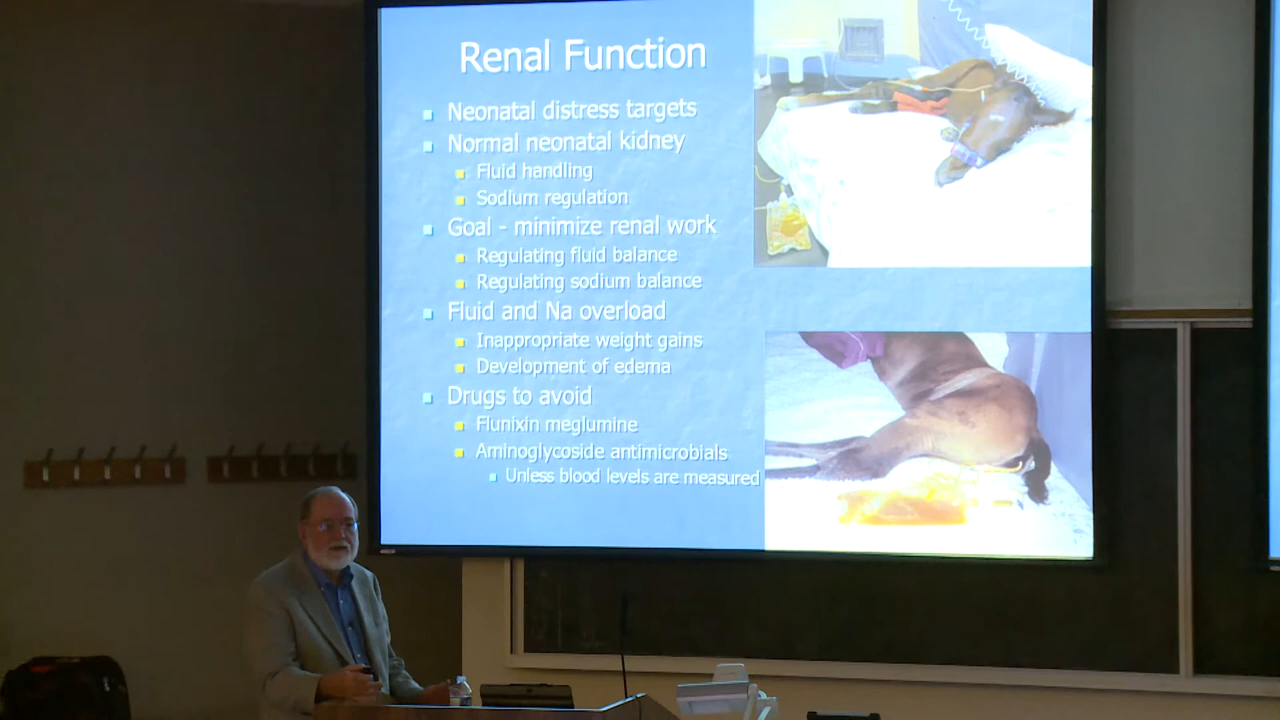 Renal Function
Neonatal distress targets
Normal neonatal kidney
Fluid handling
Sodium regulation
Goal - minimize renal work
Regulating fluid balance
Regulating sodium balance
Fluid and Na overload
Inappropriate weight gains
Development of edema
Drugs to avoid
Flunixin meglumine
Aminoglycoside antimicrobials
Unless blood levels are measured